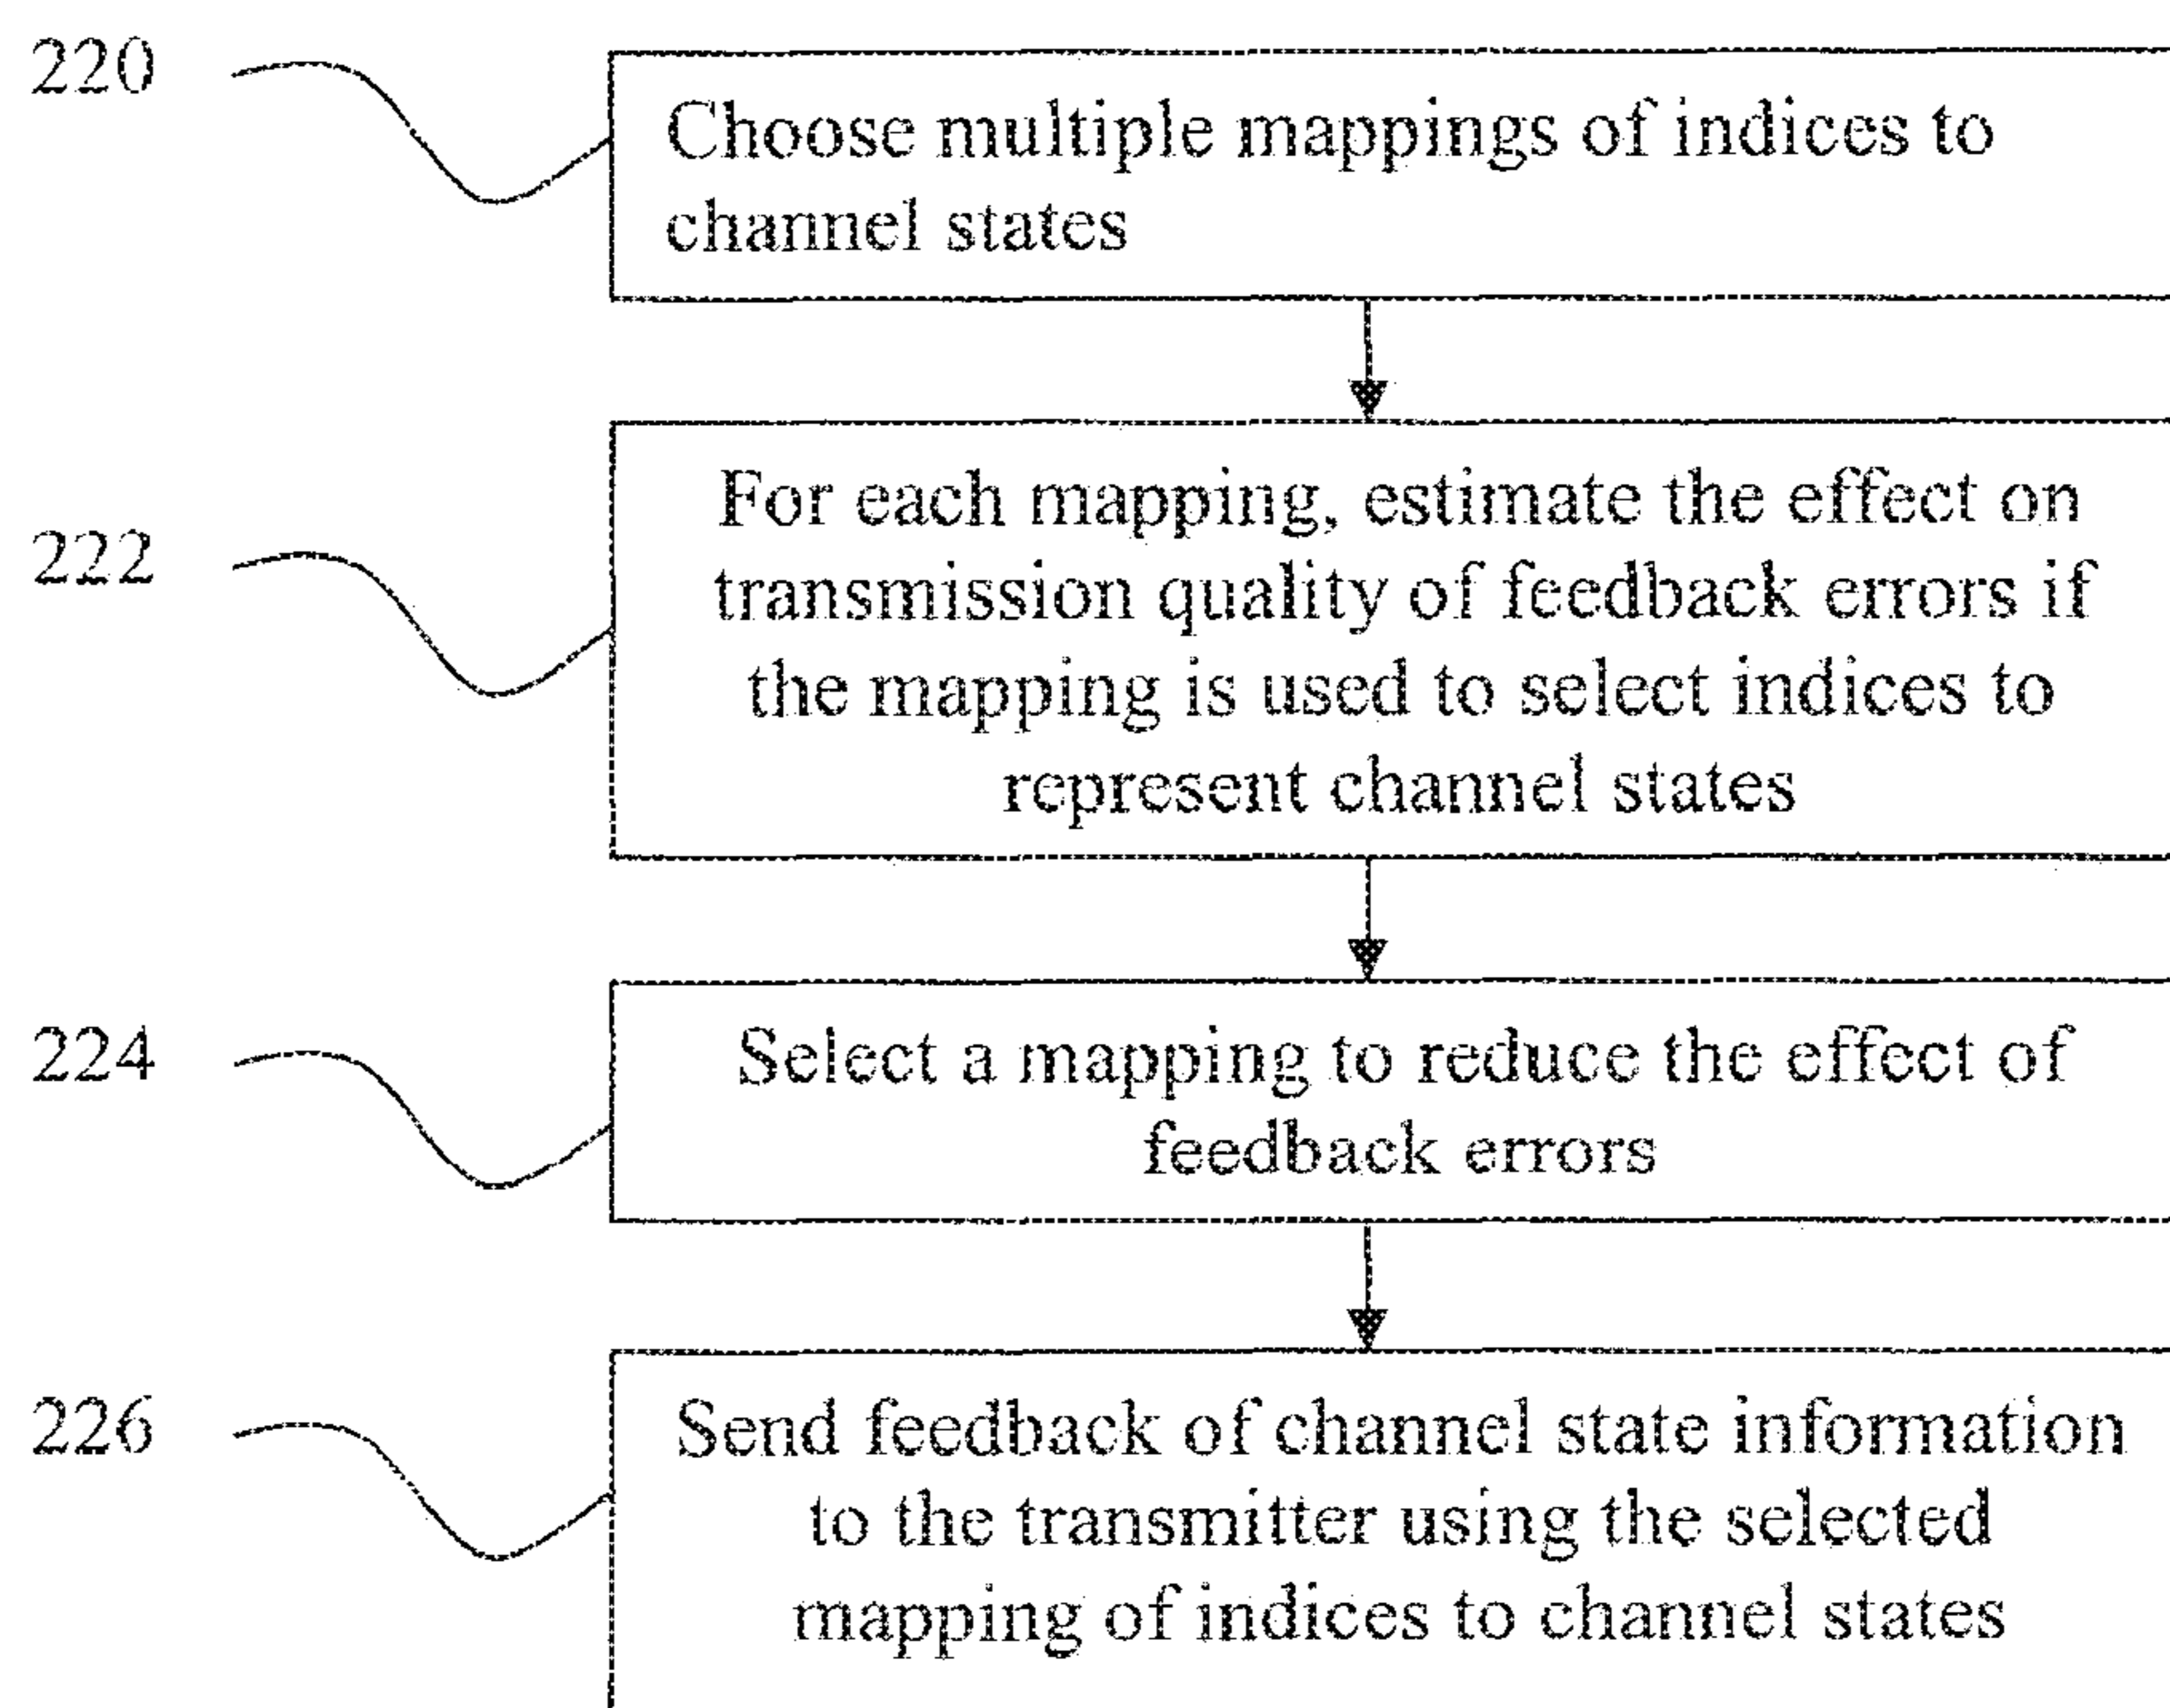 220
Choose multiple mappings of indices to
channel states
222
For each mapping, estimate the effect on
transmission quality of feedback errors if
the mapping is used to select indices to
represent channel states
224
Select a mapping to reduce the effect of
feedback errors
226
Send feedback of channel state information
to the transmitter using the selected
mapping of indices to channel states